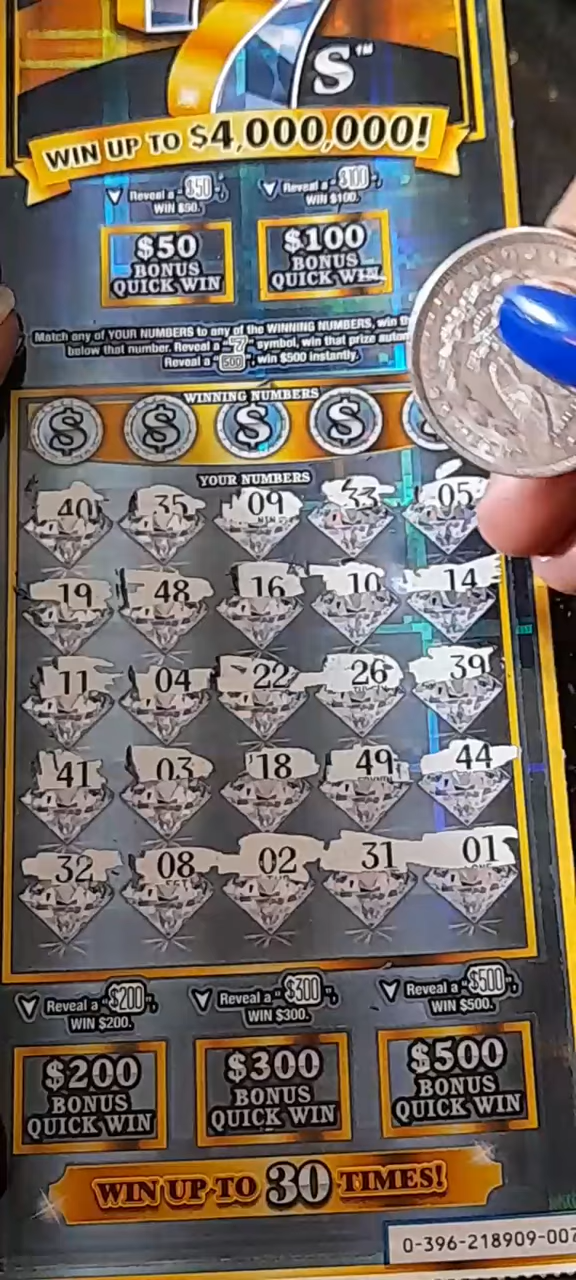 7
S™
WIN UP TO $4,000,000!
Reveal a "$50",
WIN $50.
Reveal a "$100",
WIN $100.
$50
BONUS
QUICK WIN
$100
BONUS
QUICK WIN
Match any of YOUR NUMBERS to any of the WINNING NUMBERS, win
below that number. Reveal a "7" symbol, win that prize
Reveal a "500", win $500 instantly.
WINNING NUMBERS
$ $ $ $
YOUR NUMBERS
40 35 09 33 05
19 48 16 10 14
11 04 22 26 39
41 03 18 49 44
32 08 02 31 01
Reveal a "$200",
WIN $200.
Reveal a "$300",
WIN $300.
Reveal a "$500",
WIN $500.
$200
BONUS
QUICK WIN
$300
BONUS
QUICK WIN
$500
BONUS
QUICK WIN
WIN UP TO 30 TIMES!
0-396-218909-007